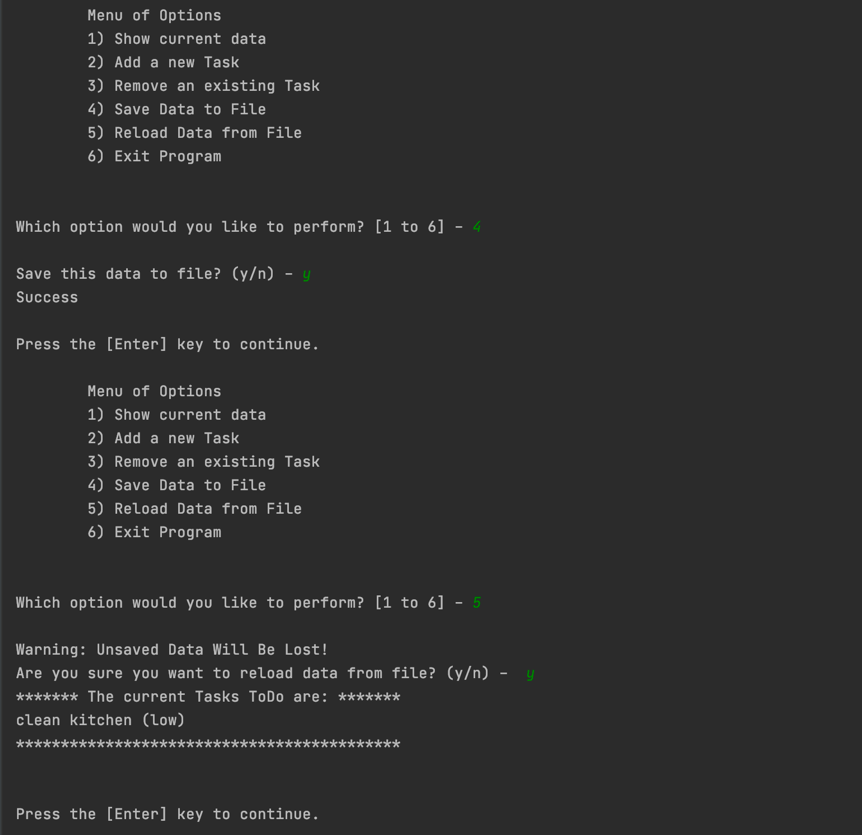 Menu of Options
1) Show current data
2) Add a new Task
3) Remove an existing Task
4) Save Data to File
5) Reload Data from File
6) Exit Program
Which option would you like to perform? [1 to 6] - 4
Save this data to file? (y/n) - y
Success
Press the [Enter] key to continue.
Menu of Options
1) Show current data
2) Add a new Task
3) Remove an existing Task
4) Save Data to File
5) Reload Data from File
6) Exit Program
Which option would you like to perform? [1 to 6] - 5
Warning: Unsaved Data Will Be Lost!
Are you sure you want to reload data from file? (y/n) -  y
******* The current Tasks ToDo are: *******
clean kitchen (low)
*******************************************
Press the [Enter] key to continue.